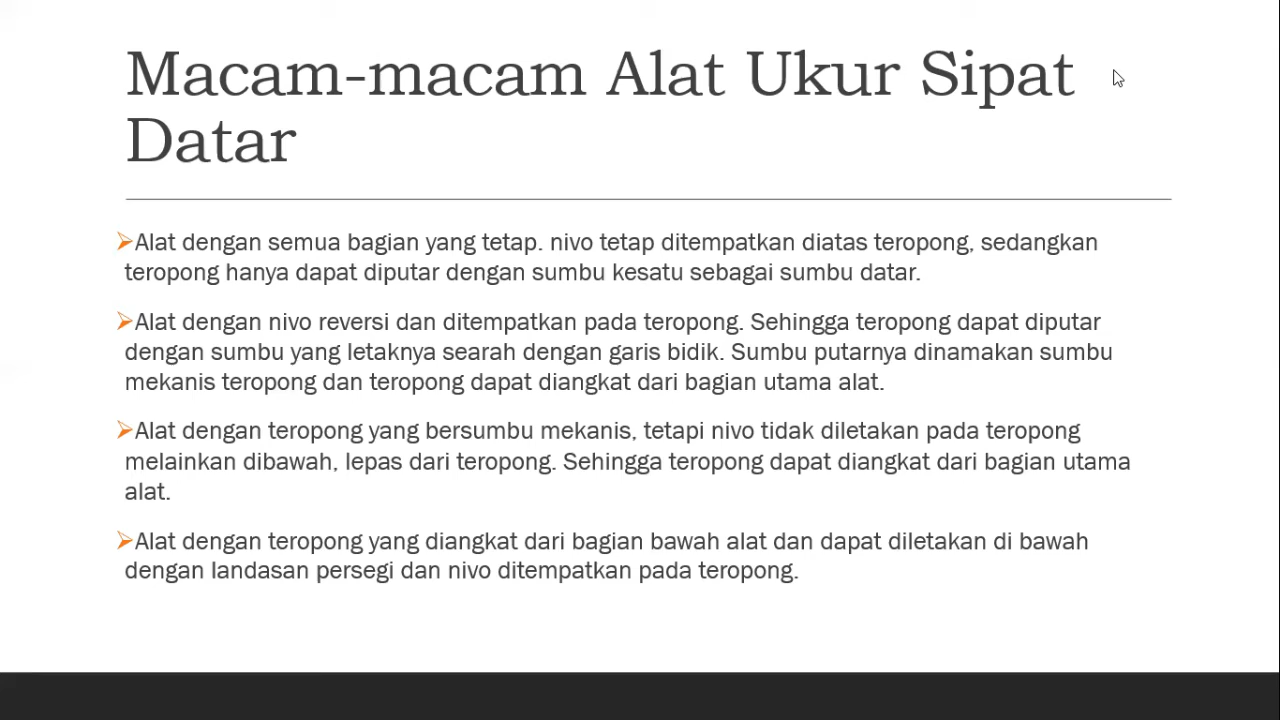 Macam-macam Alat Ukur Sipat
Datar
Alat dengan semua bagian yang tetap. nivo tetap ditempatkan diatas teropong, sedangkan
teropong hanya dapat diputar dengan sumbu kesatu sebagai sumbu datar.
Alat dengan nivo reversi dan ditempatkan pada teropong. Sehingga teropong dapat diputar
dengan sumbu yang letaknya searah dengan garis bidik. Sumbu putarnya dinamakan sumbu
mekanis teropong dan teropong dapat diangkat dari bagian utama alat.
Alat dengan teropong yang bersumbu mekanis, tetapi nivo tidak diletakan pada teropong
melainkan dibawah, lepas dari teropong. Sehingga teropong dapat diangkat dari bagian utama
alat.
Alat dengan teropong yang diangkat dari bagian bawah alat dan dapat diletakan di bawah
dengan landasan persegi dan nivo ditempatkan pada teropong.